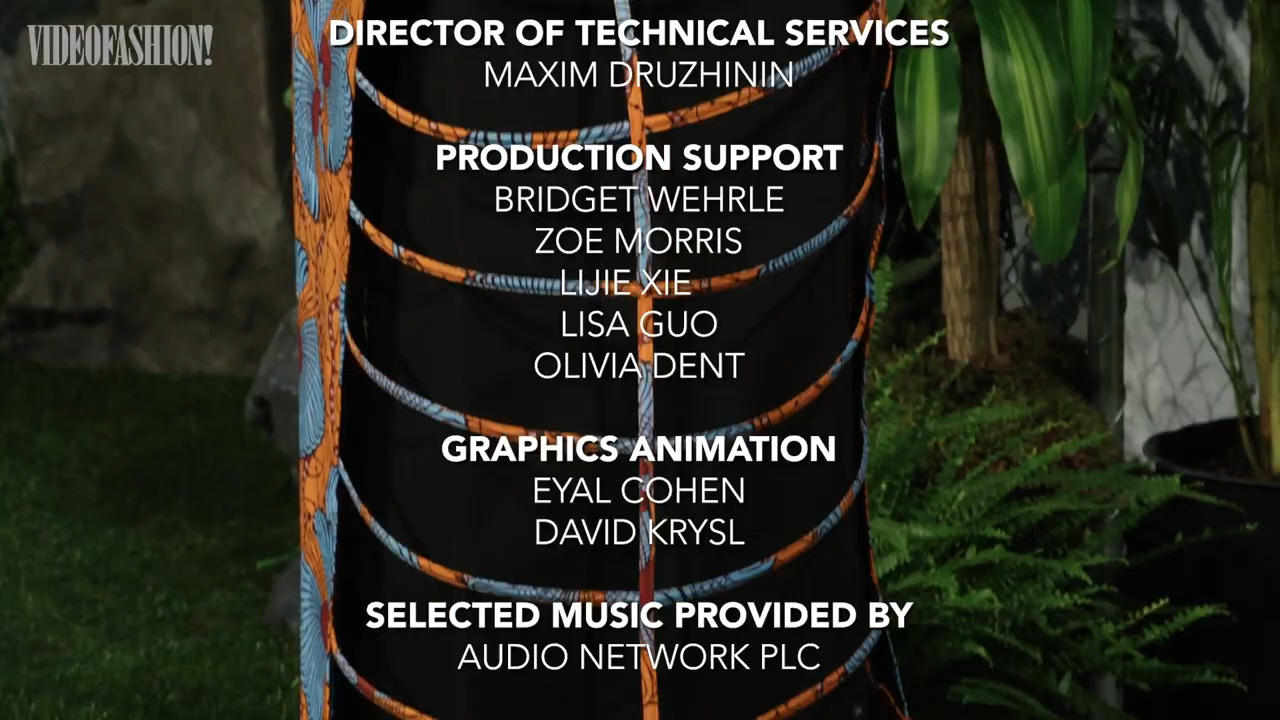 VIDEOFASHION!
DIRECTOR OF TECHNICAL SERVICES
MAXIM DRUZHININ
PRODUCTION SUPPORT
BRIDGET WEHRLE
ZOE MORRIS
LIJIE XIE
LISA GUO
OLIVIA DENT
GRAPHICS ANIMATION
EYAL COHEN
DAVID KRYSL
SELECTED MUSIC PROVIDED BY
AUDIO NETWORK PLC